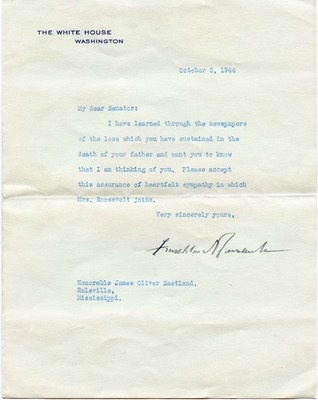 THE WHITE HOUSE
WASHINGTON
October 3, 1944
My dear Senator:
I have learned through the newspapers
of the loss which you have sustained in the
death of your father and want you to know
that I am thinking of you. Please accept
this assurance of heartfelt sympathy in which
Mrs. Roosevelt joins.
Very sincerely yours,
Franklin D Roosevelt
Honorable James Oliver Eastland,
Ruleville,
Mississippi.